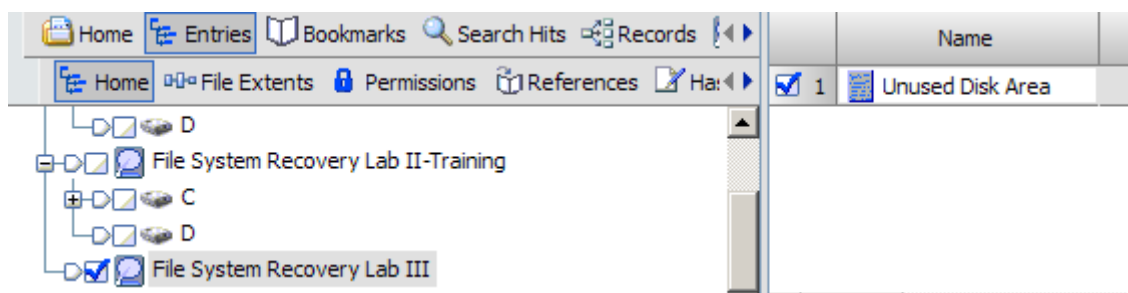 Home Entries Bookmarks Search Hits Records
Name
Home File Extents Permissions References
1 Unused Disk Area
D
File System Recovery Lab II-Training
C
D
File System Recovery Lab III